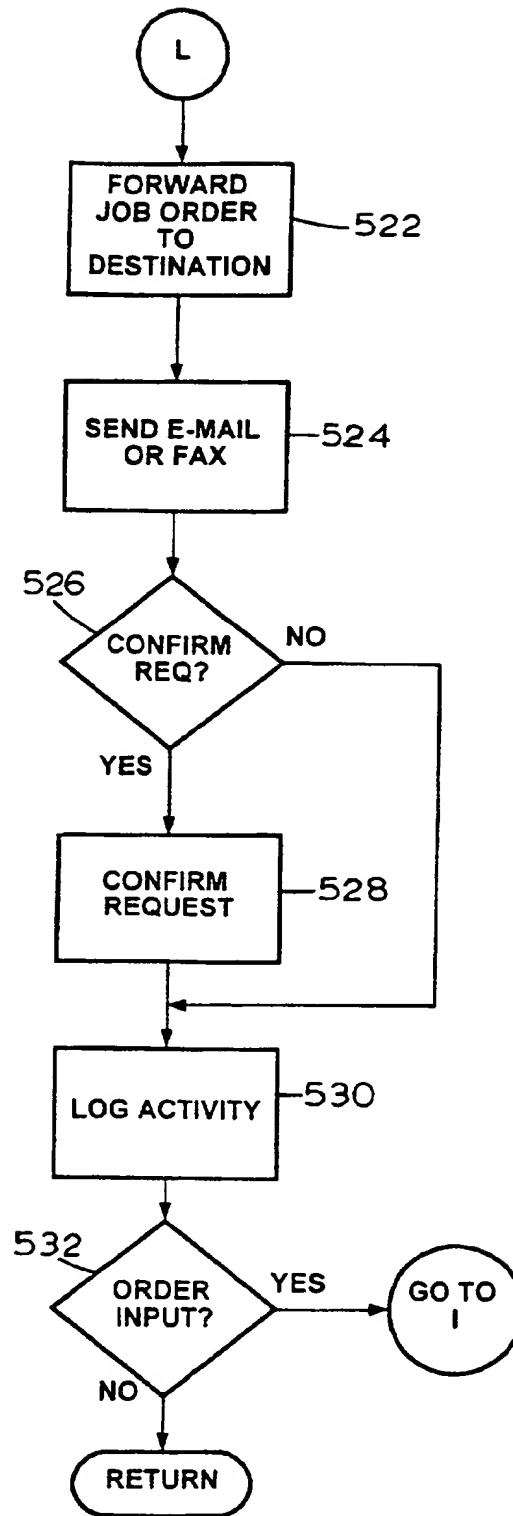 L
FORWARD
JOB ORDER
TO
DESTINATION
522
SEND E-MAIL
OR FAX
524
526
CONFIRM
REQ?
NO
YES
CONFIRM
REQUEST
528
LOG ACTIVITY
530
532
ORDER
INPUT?
YES
GO TO
I
NO
RETURN